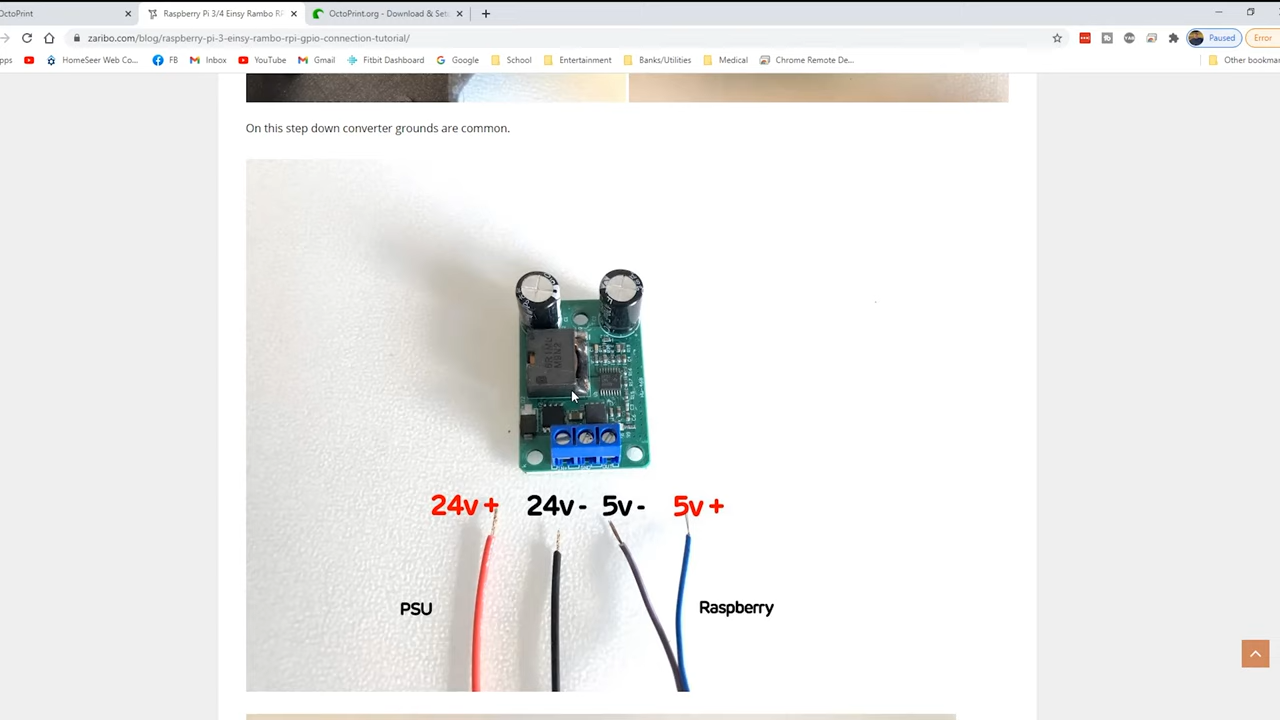 OctoPrint
Raspberry Pi 3/4 Einsy Rambo RP
OctoPrint.org - Download & Set
zaribo.com/blog/raspberry-pi-3-einsy-rambo-rpi-gpio-connection-tutorial/
Paused
Error
pps
HomeSeer Web Co...
FB
Inbox
YouTube
Gmail
Fitbit Dashboard
Google
School
Entertainment
Banks/Utilities
Medical
Chrome Remote De...
Other bookmar
On this step down converter grounds are common.
24v+ 24v- 5v- 5v+
PSU
Raspberry